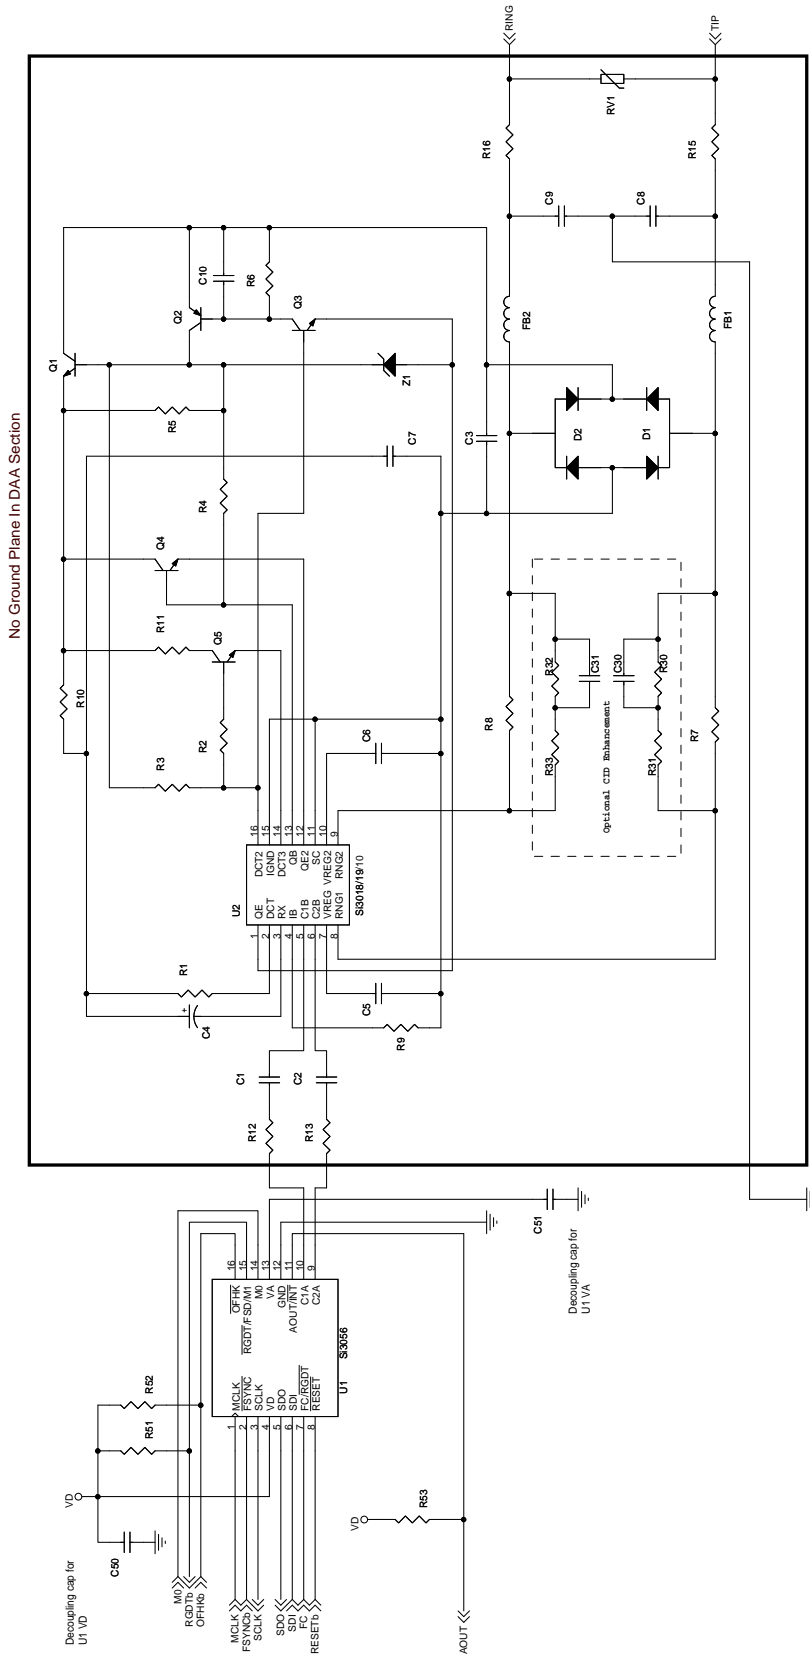 No Ground Plane In DAA Section
RING
TIP
RV1
R16
R15
C9
C8
FB2
FB1
Q1
Q2
C10
R6
Q3
Z1
R5
R4
C7
C3
D2
D1
Q4
R11
Q5
R10
R3
R2
C6
R8
R7
R32
C31
C30
R30
R33
R31
Optional CID Enhancement
U2
Si3018/19/10
1 QE
2 DCT
3 RX
4 IB
5 C1B
6 C2B
7 VREG
8 RNG1
16 DCT2
15 IGND
14 DCT3
13 QB
12 QE2
11 SC
10 VREG2
9 RNG2
R1
C4
C5
R9
C1
C2
R12
R13
U1
Si3056
1 MCLK
2 FSYNC
3 SCLK
4 VD
5 SDO
6 SDI
7 FC/RGDT
8 RESET
16 OFHK
15 RGDT/FSD/M1
14 M0
13 VA
12 GND
11 AOUT/INT
10 C1A
9 C2A
C51
Decoupling cap for
U1 VA
R52
R51
VD
C50
Decoupling cap for
U1 VD
VD
R53
M0
RGDTb
OFHKb
MCLK
FSYNCb
SCLK
SDO
SDI
FC
RESETb
AOUT